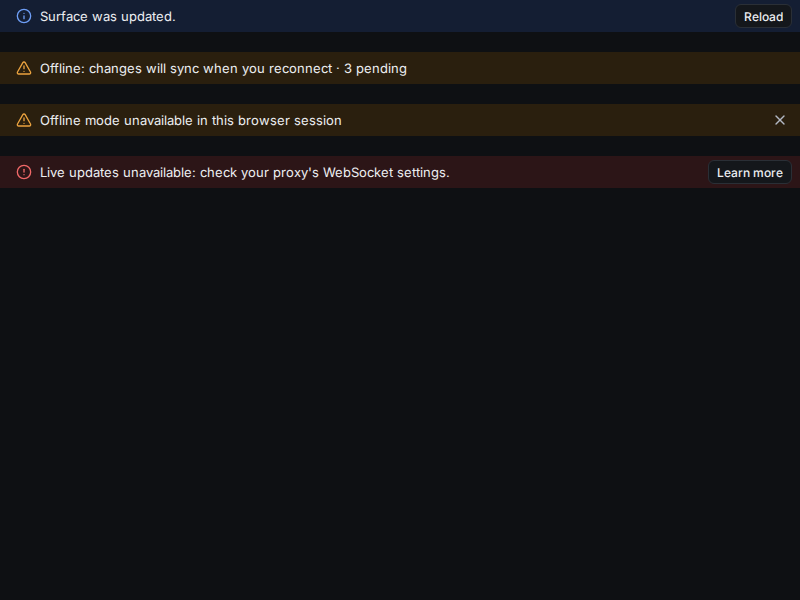 Surface was updated.
Reload
Offline: changes will sync when you reconnect · 3 pending
Offline mode unavailable in this browser session
Live updates unavailable: check your proxy's WebSocket settings.
Learn more